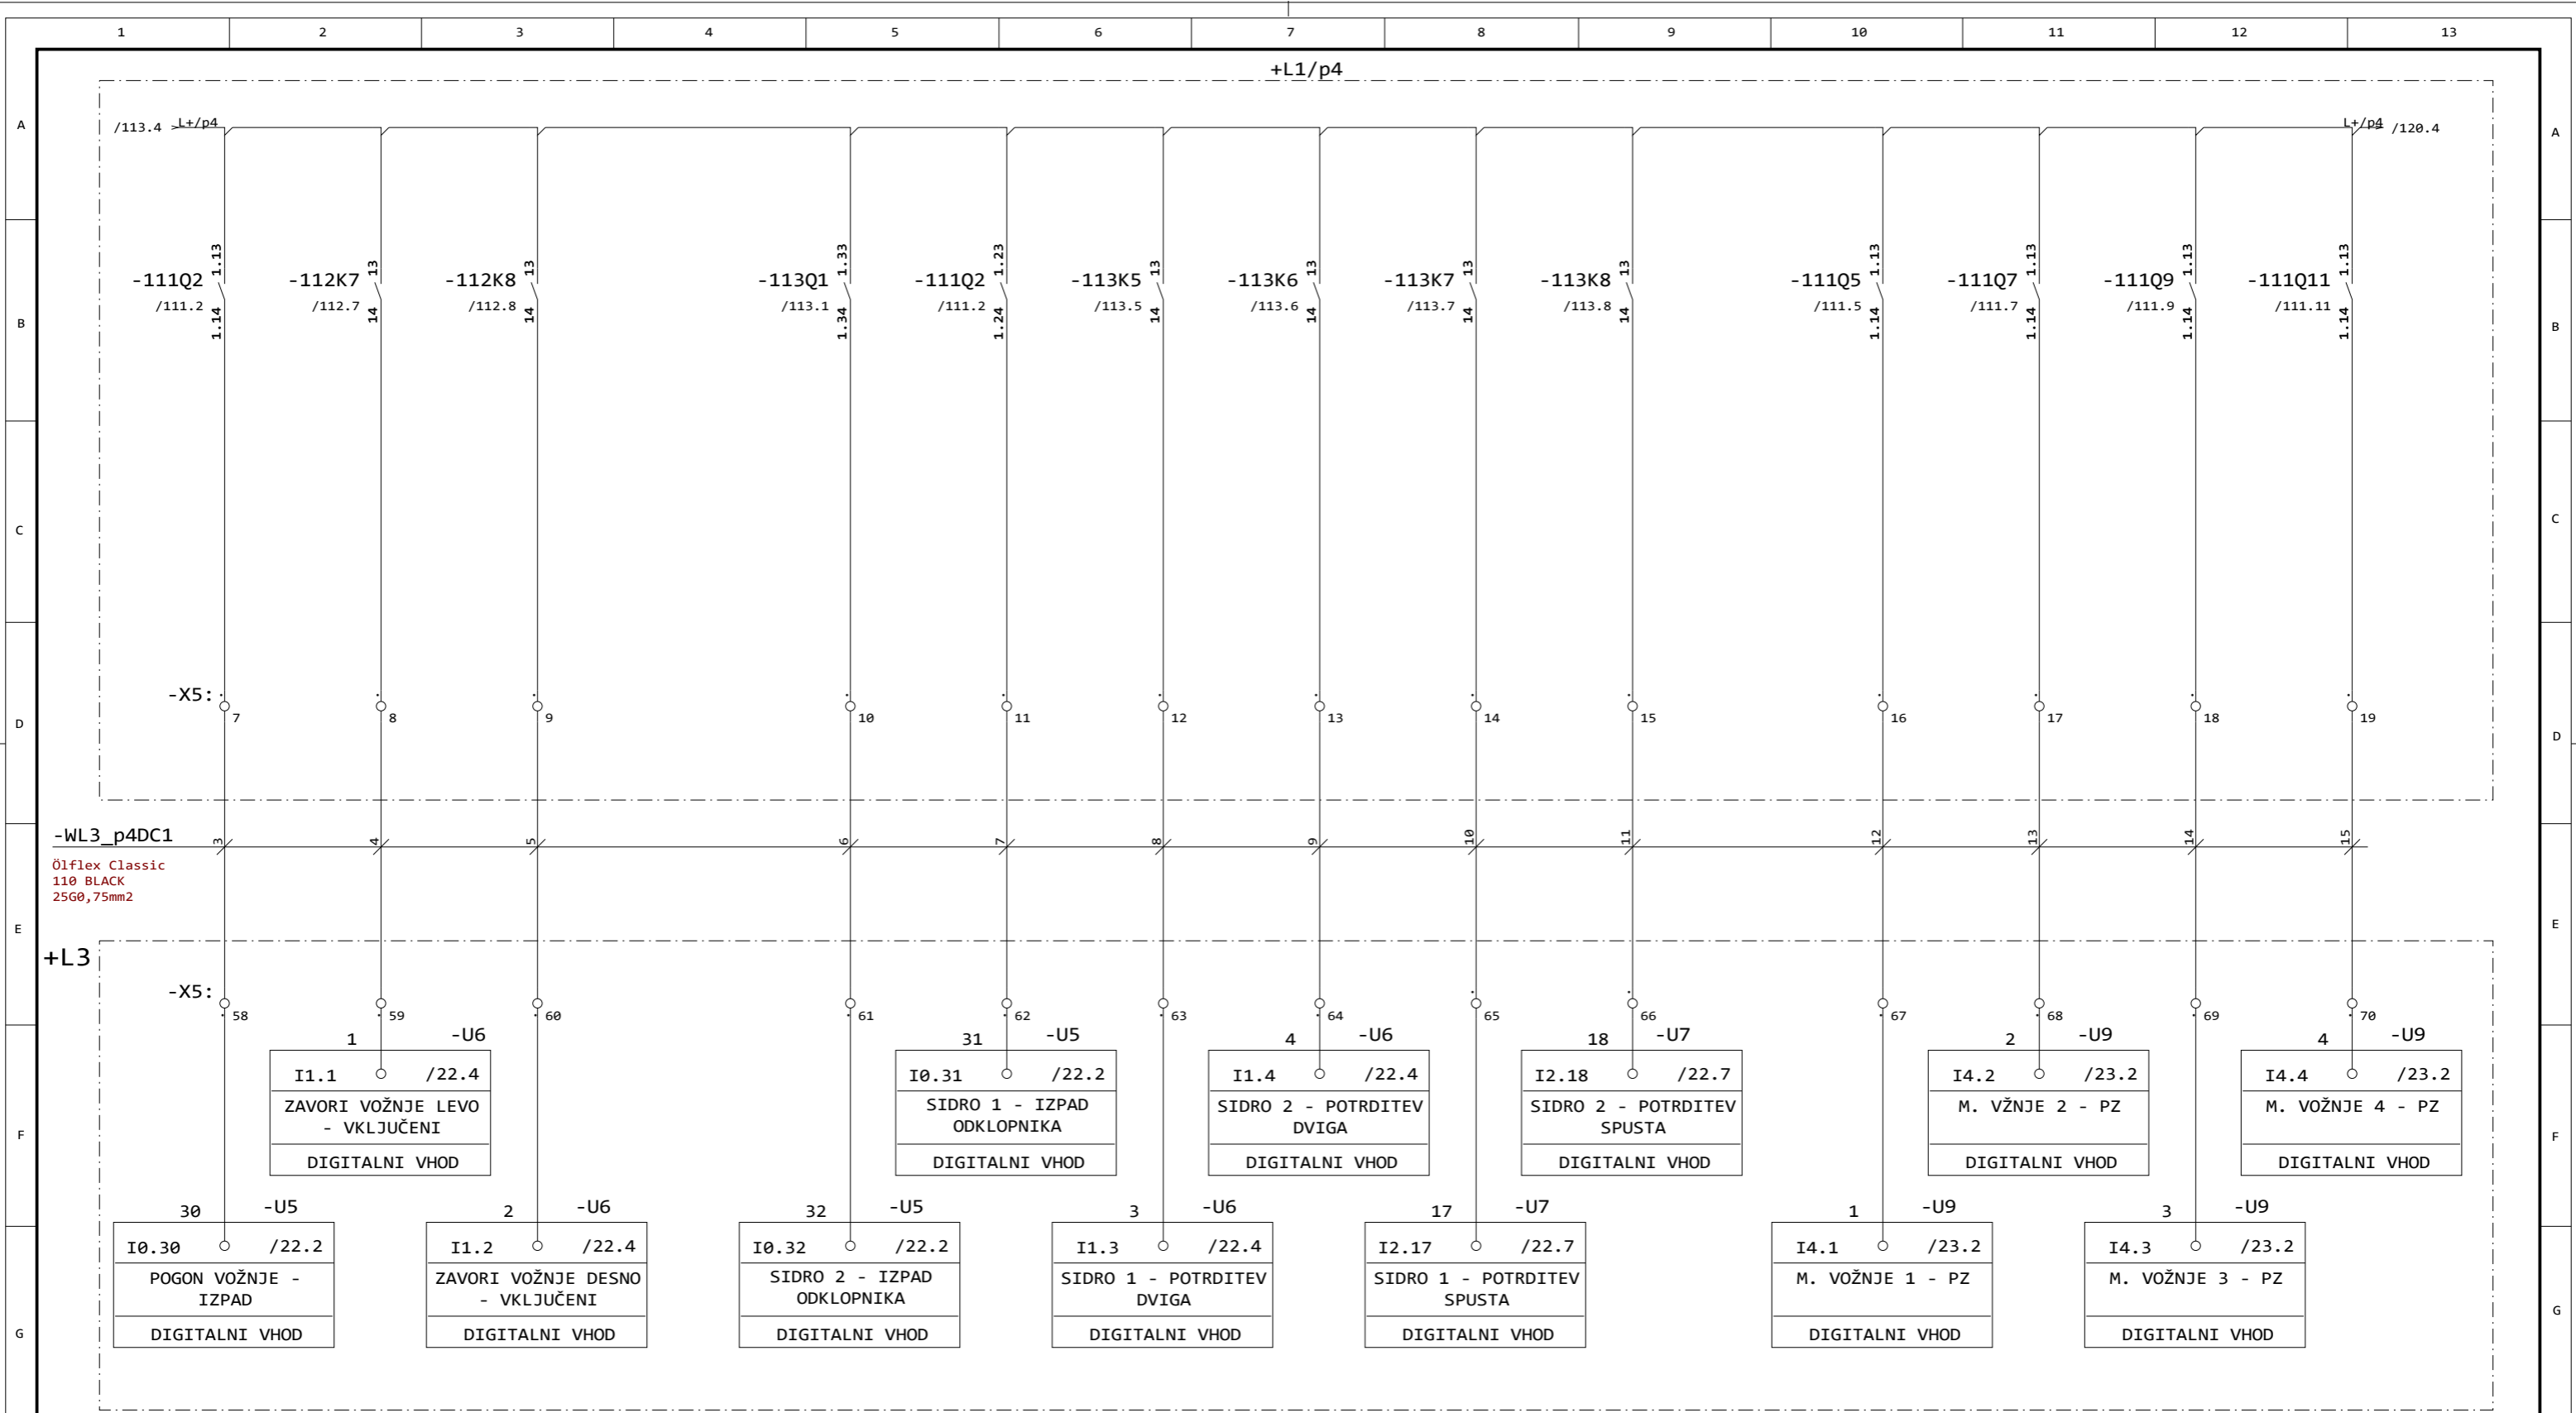 1 2 3 4 5 6 7 8 9 10 11 12 13
+L1/p4
A /113.4 L+/p4 L+/p4 /120.4 A
1.13 13 13 1.33 1.23 13 13 13 13 1.13 1.13 1.13 1.13
-111Q2 -112K7 -112K8 -113Q1 -111Q2 -113K5 -113K6 -113K7 -113K8 -111Q5 -111Q7 -111Q9 -111Q11
/111.2 /112.7 /112.8 /113.1 /111.2 /113.5 /113.6 /113.7 /113.8 /111.5 /111.7 /111.9 /111.11
1.14 14 14 1.34 1.24 14 14 14 14 1.14 1.14 1.14 1.14
B B
C C
-X5:
7 8 9 10 11 12 13 14 15 16 17 18 19
D D
-WL3_p4DC1 3 4 5 6 7 8 9 10 11 12 13 14 15
Ölflex Classic
110 BLACK
25G0,75mm2
E E
+L3
-X5:
58 59 60 61 62 63 64 65 66 67 68 69 70
1 -U6 31 -U5 4 -U6 18 -U7 2 -U9 4 -U9
I1.1 /22.4 I0.31 /22.2 I1.4 /22.4 I2.18 /22.7 I4.2 /23.2 I4.4 /23.2
ZAVORI VOŽNJE LEVO SIDRO 1 - IZPAD SIDRO 2 - POTRDITEV SIDRO 2 - POTRDITEV M. VŽNJE 2 - PZ M. VOŽNJE 4 - PZ
- VKLJUČENI ODKLOPNIKA DVIGA SPUSTA
F F
DIGITALNI VHOD DIGITALNI VHOD DIGITALNI VHOD DIGITALNI VHOD DIGITALNI VHOD DIGITALNI VHOD
30 -U5 2 -U6 32 -U5 3 -U6 17 -U7 1 -U9 3 -U9
I0.30 /22.2 I1.2 /22.4 I0.32 /22.2 I1.3 /22.4 I2.17 /22.7 I4.1 /23.2 I4.3 /23.2
POGON VOŽNJE - ZAVORI VOŽNJE DESNO SIDRO 2 - IZPAD SIDRO 1 - POTRDITEV SIDRO 1 - POTRDITEV M. VOŽNJE 1 - PZ M. VOŽNJE 3 - PZ
IZPAD - VKLJUČENI ODKLOPNIKA DVIGA SPUSTA
G G
DIGITALNI VHOD DIGITALNI VHOD DIGITALNI VHOD DIGITALNI VHOD DIGITALNI VHOD DIGITALNI VHOD DIGITALNI VHOD